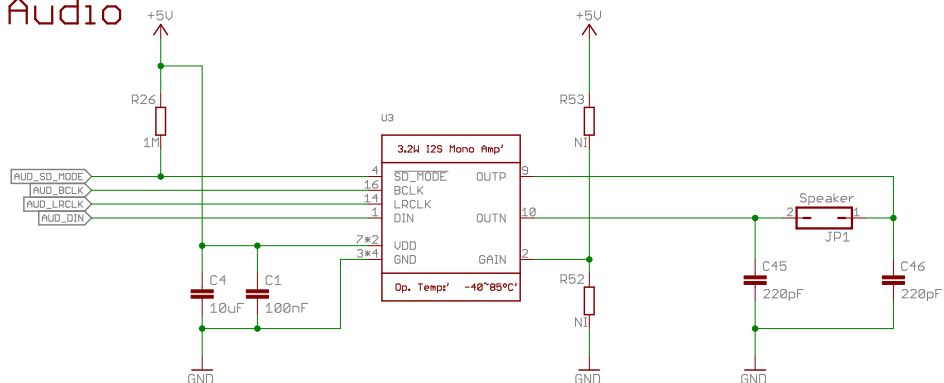 Audio
+5V
+5V
R26
1M
R53
NI
U3
3.2W I2S Mono Amp'
AUD_SD_MODE
AUD_BCLK
AUD_LRCLK
AUD_DIN
4
16
14
1
7*2
3*4
SD_MODE
BCLK
LRCLK
DIN
VDD
GND
OUTP
OUTN
GAIN
9
10
2
Op. Temp:' -40~85°C'
Speaker
2
1
JP1
C4
10uF
C1
100nF
R52
NI
C45
220pF
C46
220pF
GND
GND
GND